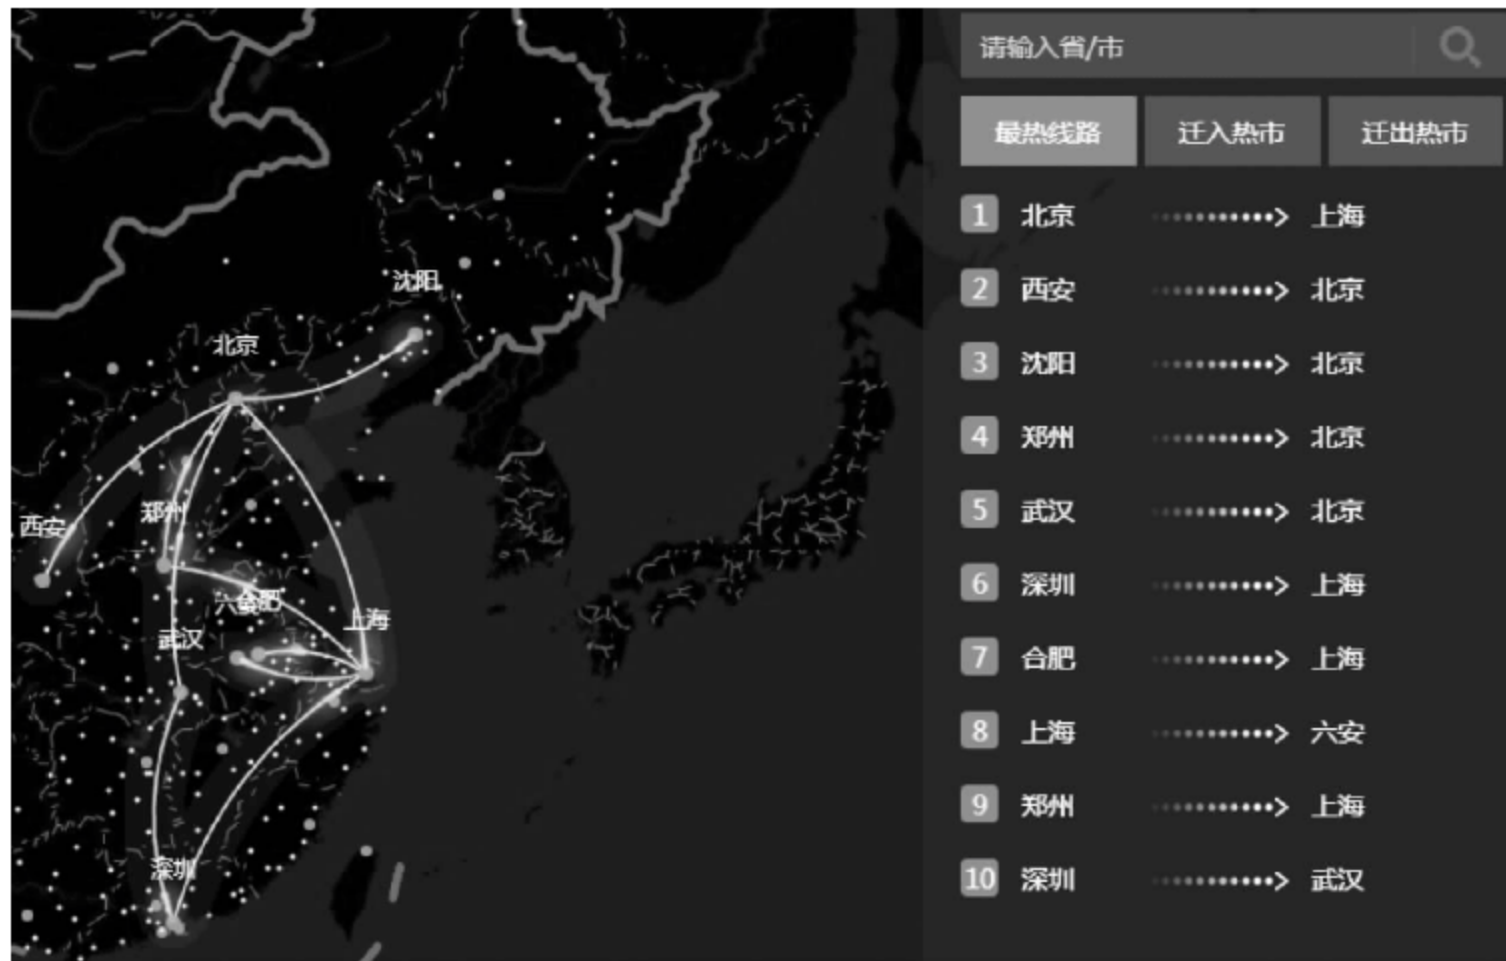 请输入省/市
最热线路 迁入热市 迁出热市
1 北京 上海
2 西安 北京
3 沈阳 北京
4 郑州 北京
5 武汉 北京
6 深圳 上海
7 合肥 上海
8 上海 六安
9 郑州 上海
10 深圳 武汉
沈阳
北京
郑州
西安
六安
合肥
上海
武汉
深圳